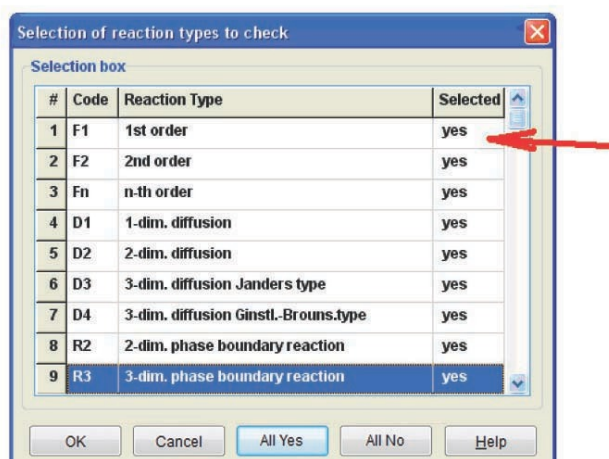 Selection of reaction types to check
Selection box
# Code Reaction Type Selected
1 F1 1st order yes
2 F2 2nd order yes
3 Fn n-th order yes
4 D1 1-dim. diffusion yes
5 D2 2-dim. diffusion yes
6 D3 3-dim. diffusion Janders type yes
7 D4 3-dim. diffusion Ginstl.-Brouns.type yes
8 R2 2-dim. phase boundary reaction yes
9 R3 3-dim. phase boundary reaction yes
OK Cancel All Yes All No Help